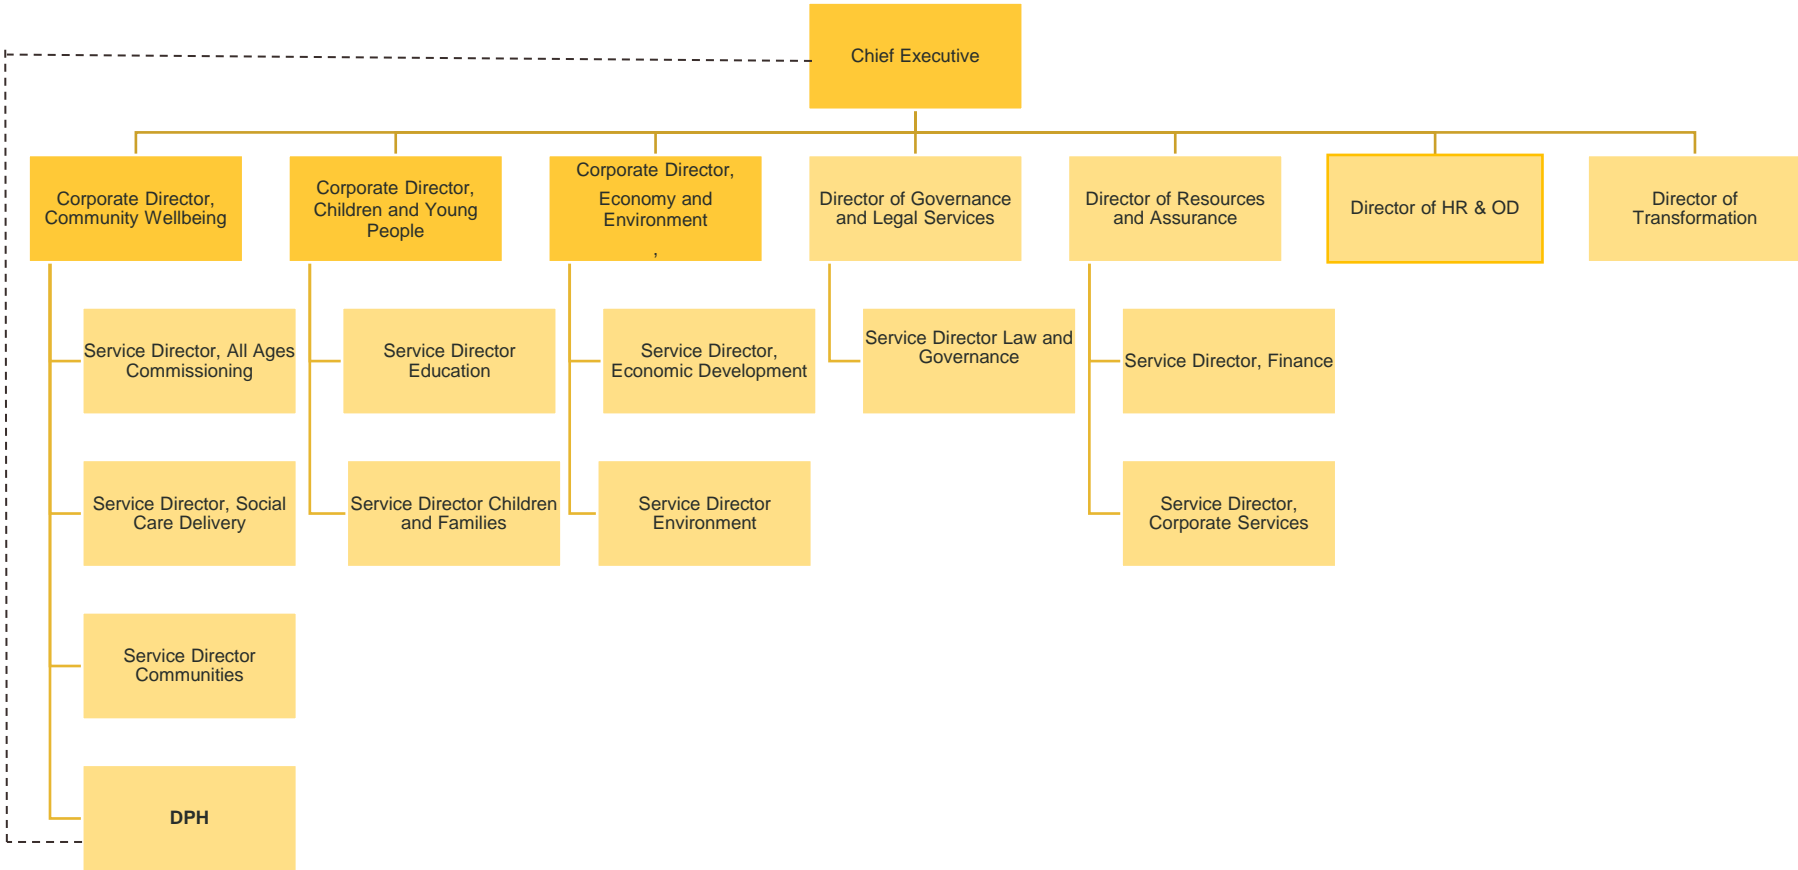 Chief Executive
Corporate Director,
Community Wellbeing
Corporate Director,
Children and Young
People
Corporate Director,
Economy and
Environment
,
Director of Governance
and Legal Services
Director of Resources
and Assurance
Director of HR & OD
Director of
Transformation
Service Director, All Ages
Commissioning
Service Director
Education
Service Director,
Economic Development
Service Director Law and
Governance
Service Director, Finance
Service Director, Social
Care Delivery
Service Director Children
and Families
Service Director
Environment
Service Director,
Corporate Services
Service Director
Communities
DPH